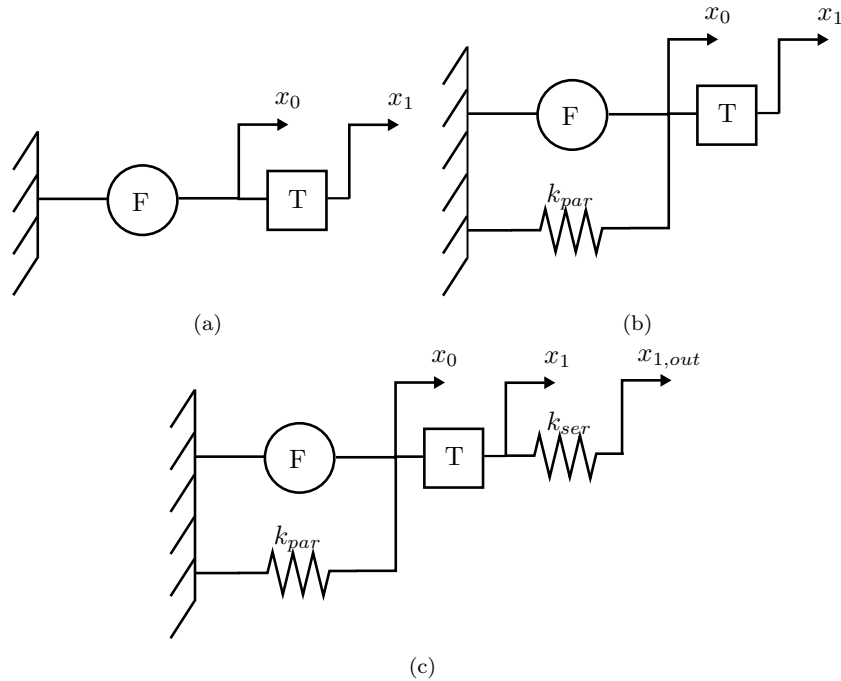 x₀
x₁
F
T
(a)
x₀
x₁
F
T
kₚₐᵣ
(b)
x₀
x₁
x₁,ₒᵤₜ
kₛₑᵣ
F
T
kₚₐᵣ
(c)